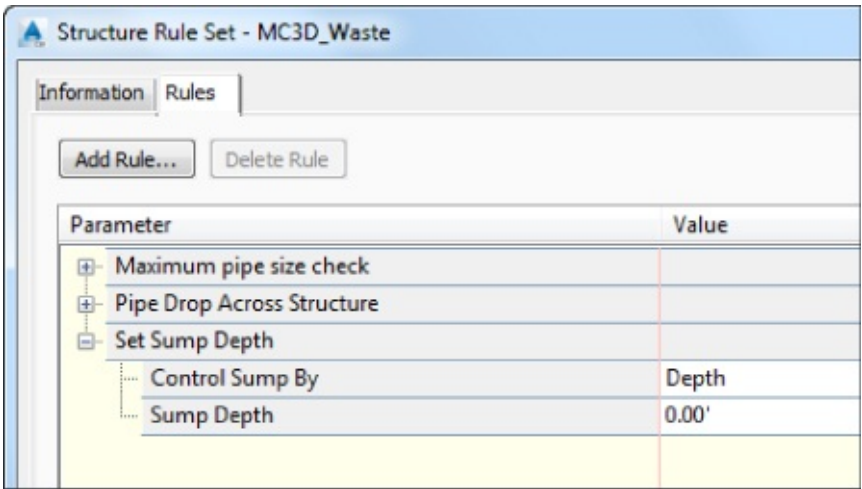 Structure Rule Set - MC3D_Waste
Information Rules
Add Rule... Delete Rule
Parameter Value
Maximum pipe size check
Pipe Drop Across Structure
Set Sump Depth
Control Sump By Depth
Sump Depth 0.00'